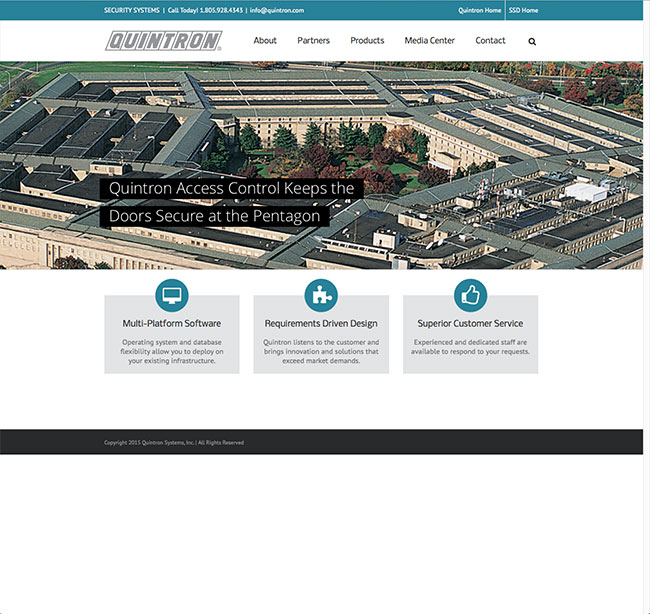 SECURITY SYSTEMS | Call Today! 1.805.928.4343 | info@quintron.com
Quintron Home | SSD Home
QUINTRON®
About Partners Products Media Center Contact
Quintron Access Control Keeps the
Doors Secure at the Pentagon
Multi-Platform Software
Operating system and database
flexibility allow you to deploy on
your existing infrastructure.
Requirements Driven Design
Quintron listens to the customer and
brings innovation and solutions that
exceed market demands.
Superior Customer Service
Experienced and dedicated staff are
available to respond to your requests.
Copyright 2015 Quintron Systems, Inc. | All Rights Reserved